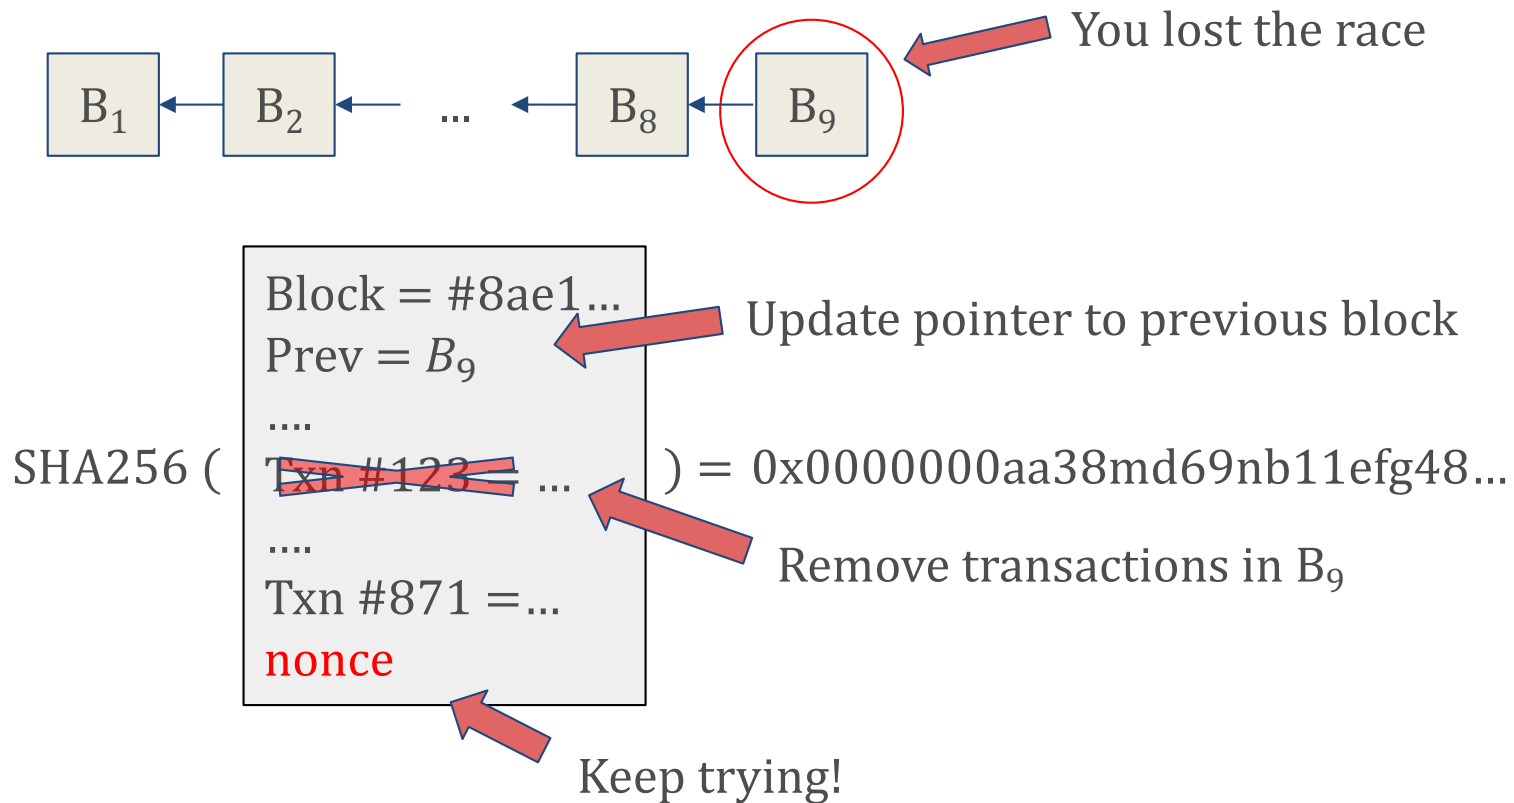 You lost the race
B₁ B₂ ... B₈ B₉
Block = #8ae1...
Update pointer to previous block
Prev = B₉
....
SHA256 ( Txn #123 = ... ) = 0x0000000aa38md69nb11efg48...
....
Remove transactions in B₉
Txn #871 =...
nonce
Keep trying!